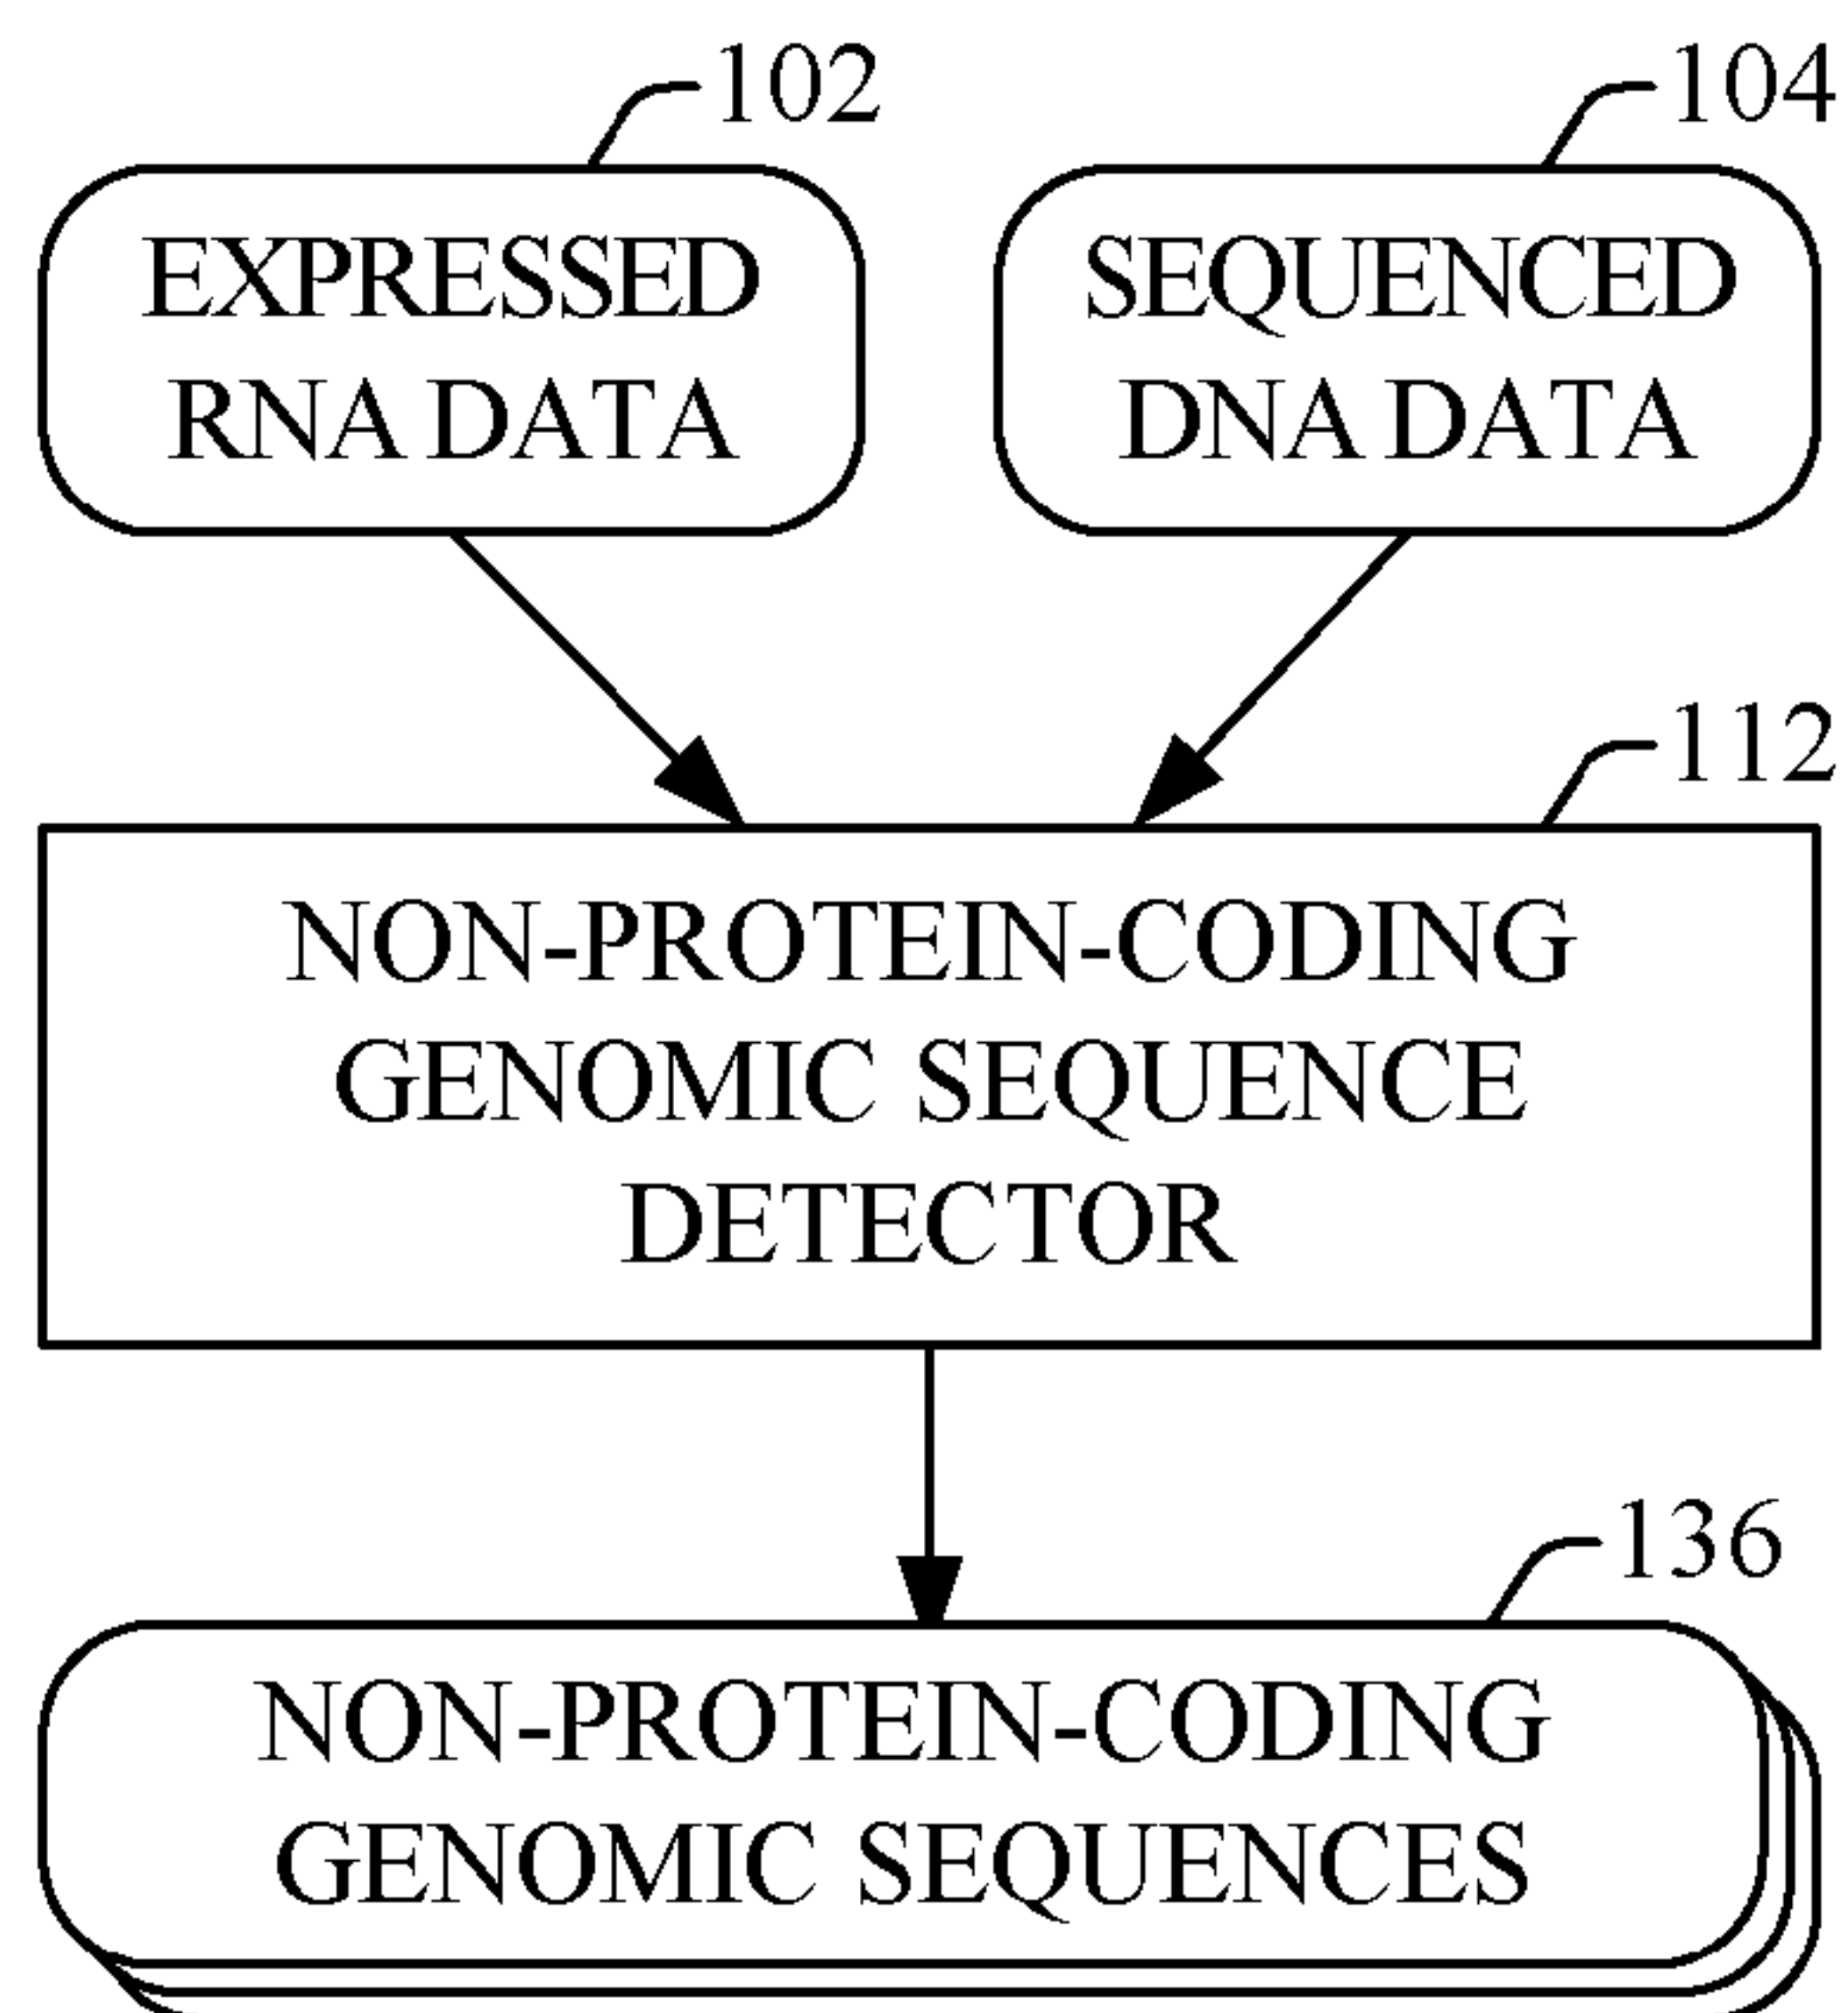 102
104
EXPRESSED
RNA DATA
SEQUENCED
DNA DATA
112
NON-PROTEIN-CODING
GENOMIC SEQUENCE
DETECTOR
136
NON-PROTEIN-CODING
GENOMIC SEQUENCES